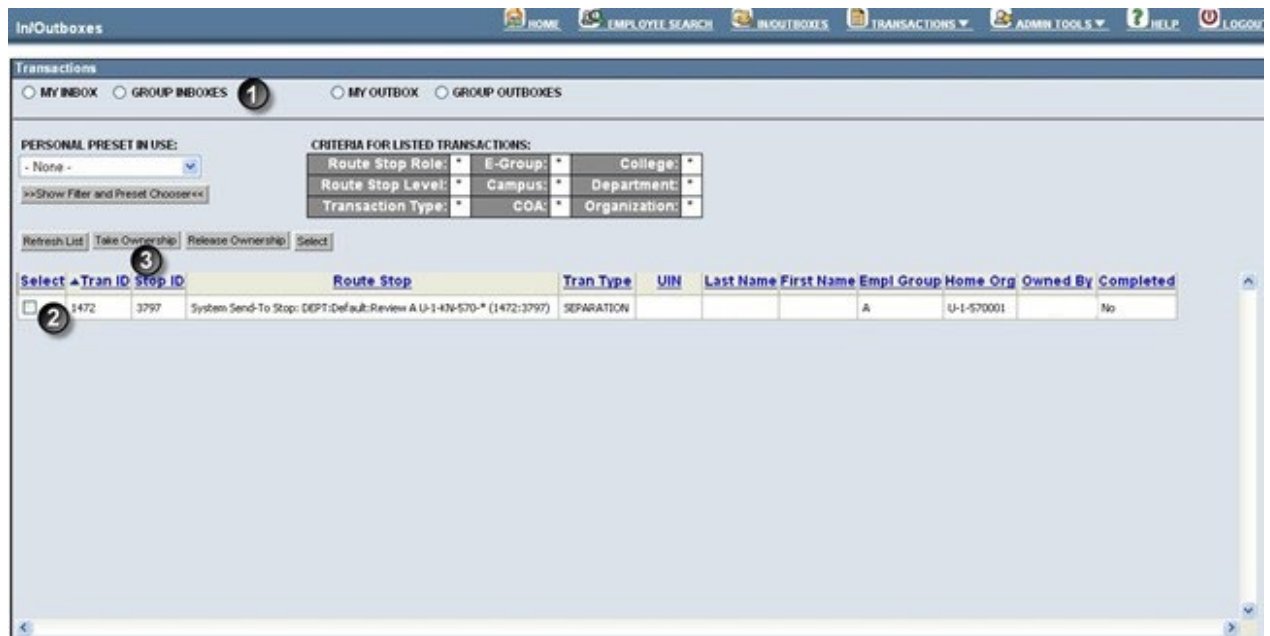 In/Outboxes HOME EMPLOYEE SEARCH IN/OUTBOXES TRANSACTIONS ▼ ADMIN TOOLS ▼ ? HELP LOGOUT
Transactions
MY INBOX GROUP INBOXES 1 MY OUTBOX GROUP OUTBOXES
PERSONAL PRESET IN USE: CRITERIA FOR LISTED TRANSACTIONS:
- None - Route Stop Role: * E-Group: * College: *
>>Show Filter and Preset Chooser<< Route Stop Level: * Campus: * Department: *
Transaction Type: * COA: * Organization: *
Refresh List Take Ownership Release Ownership Select
3
Select ▲Tran ID Stop ID Route Stop Tran Type UIN Last Name First Name Empl Group Home Org Owned By Completed
2 1472 3797 System Send-To Stop: DEPT:Default:Review A U-1-KN-570-* (1472:3797) SEPARATION A U-1-570001 No